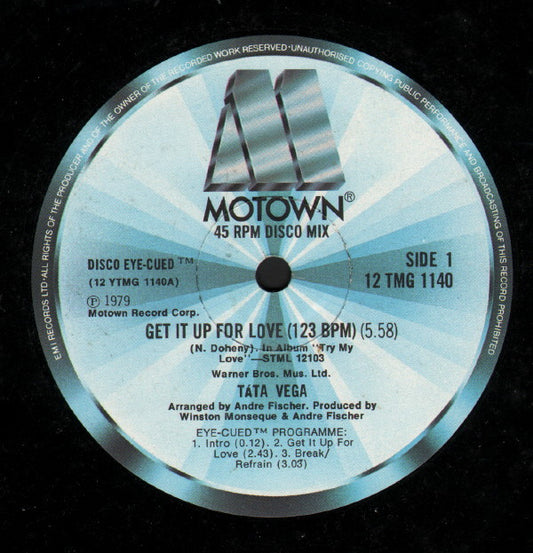 EMI RECORDS LTD·ALL RIGHTS OF THE PRODUCER AND OF THE OWNER OF THE RECORDED WORK RESERVED·UNAUTHORISED COPYING PUBLIC PERFORMANCE AND BROADCASTING OF THIS RECORD PROHIBITED
MOTOWN®
45 RPM DISCO MIX
DISCO EYE-CUED™
(12 YTMG 1140A)
℗ 1979
Motown Record Corp.
SIDE 1
12 TMG 1140
GET IT UP FOR LOVE (123 BPM) (5.58)
(N. Doheny). In Album "Try My
Love"—STML 12103
Warner Bros. Mus. Ltd.
TATA VEGA
Arranged by Andre Fischer. Produced by
Winston Monseque & Andre Fischer
EYE-CUED™ PROGRAMME:
1. Intro (0.12). 2. Get It Up For
Love (2.43). 3. Break/
Refrain (3.03)